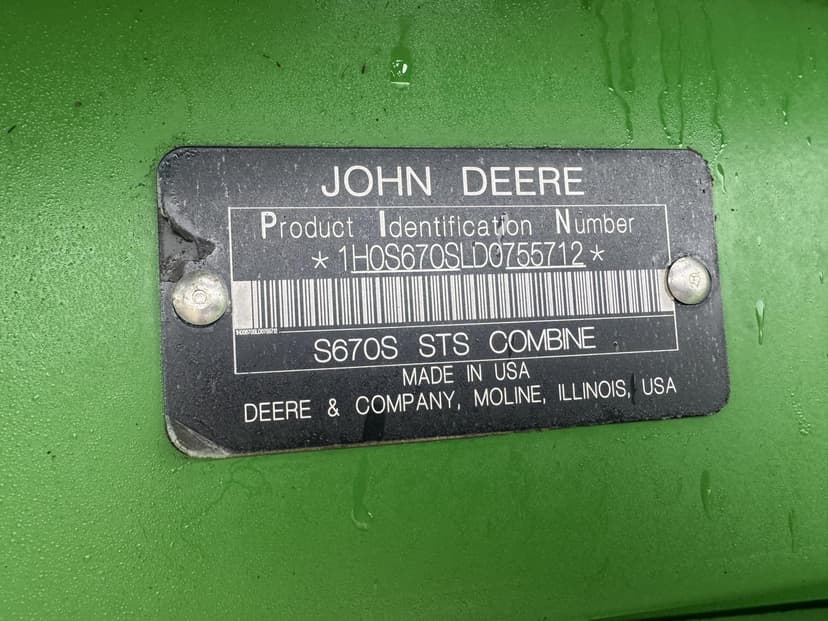 JOHN DEERE
Product Identification Number
*1H0S670SLD0755712*
S670S STS COMBINE
MADE IN USA
DEERE & COMPANY, MOLINE, ILLINOIS, USA